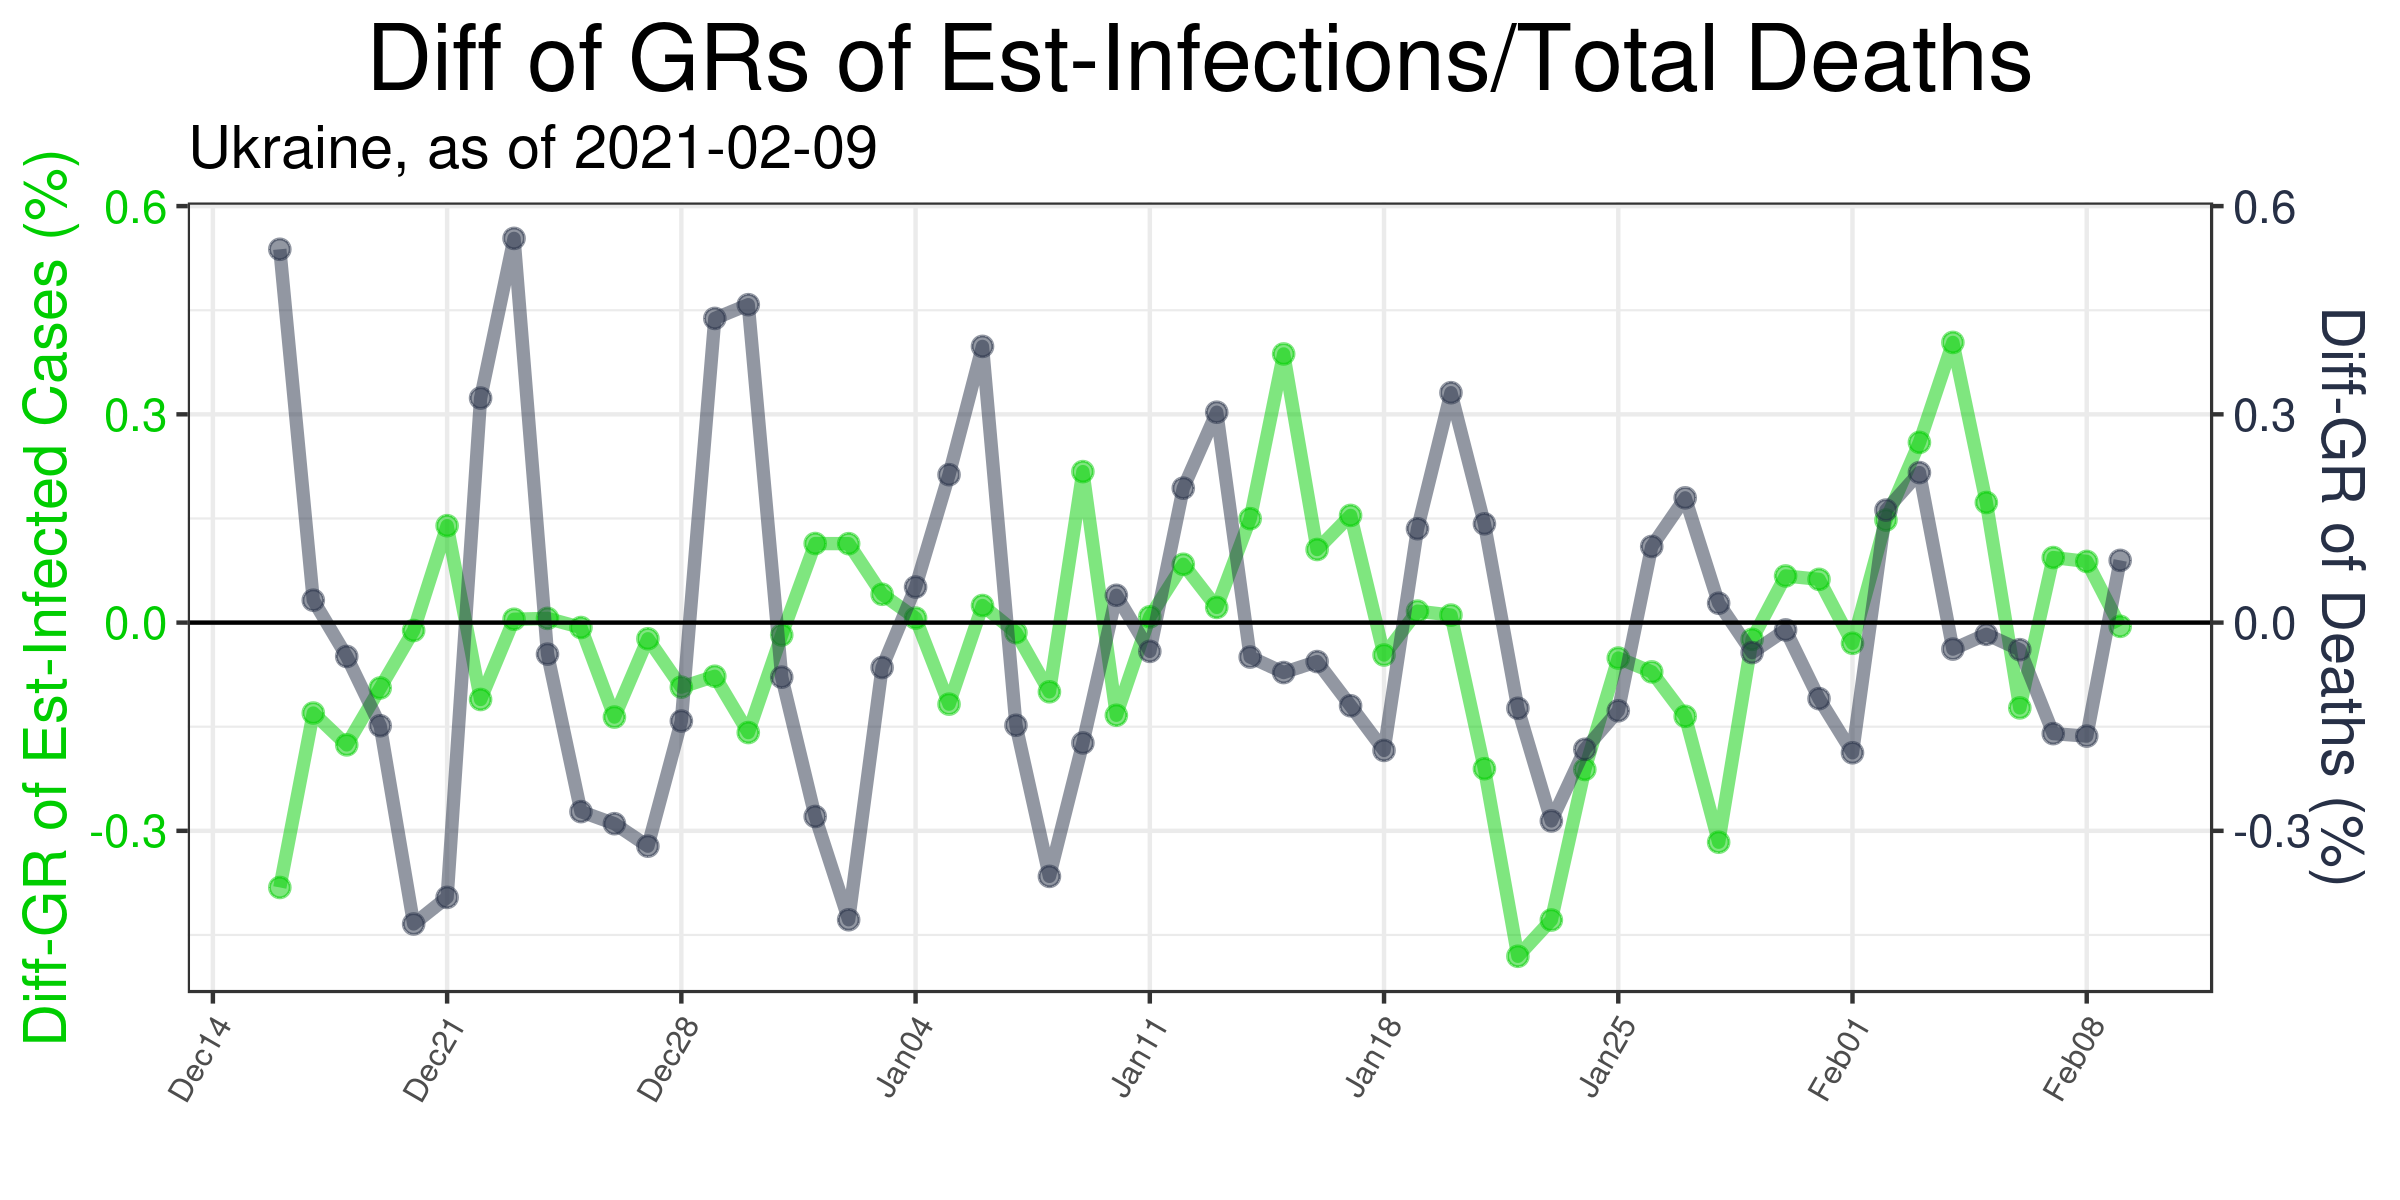 Diff of GRs of Est-Infections/Total Deaths
Ukraine, as of 2021-02-09
Diff-GR of Est-Infected Cases (%)
0.6
0.3
0.0
-0.3
0.6
0.3
0.0
-0.3
Diff-GR of Deaths (%)
Dec14
Dec21
Dec28
Jan04
Jan11
Jan18
Jan25
Feb01
Feb08